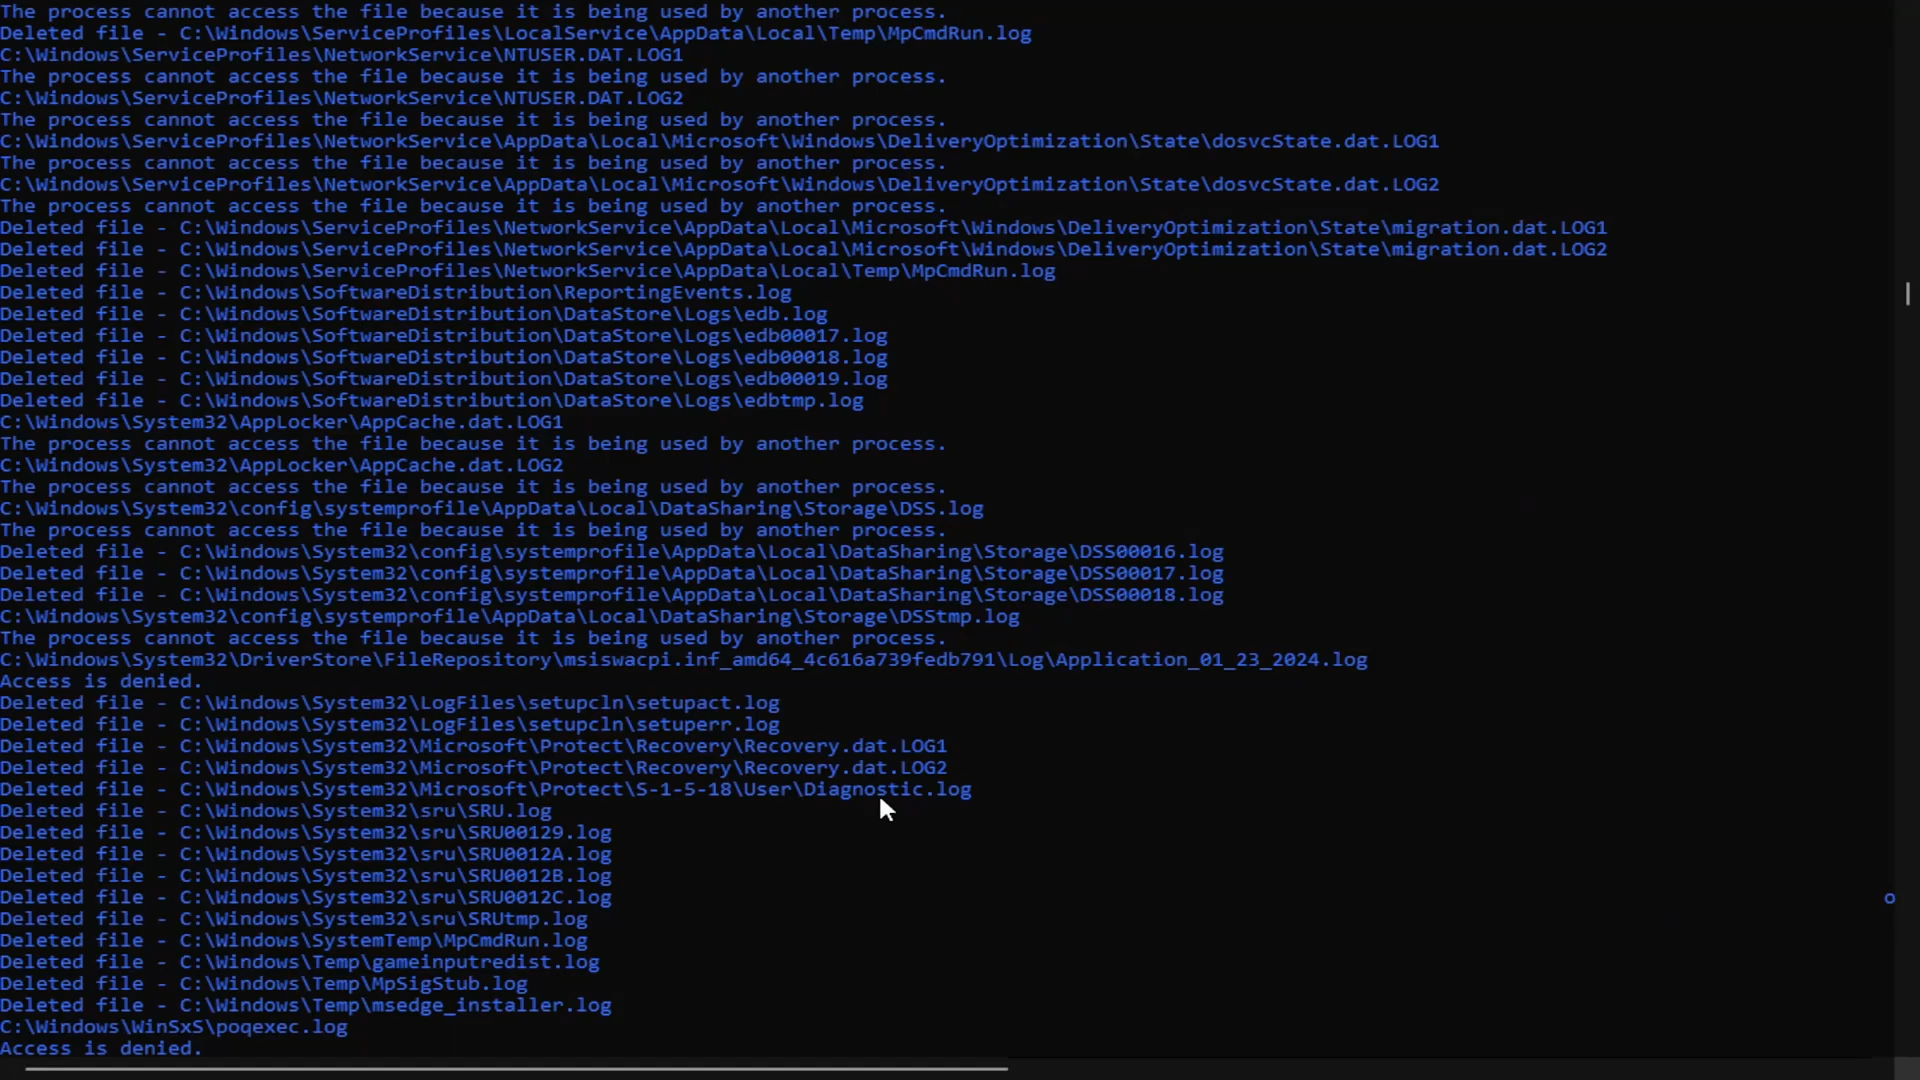 The process cannot access the file because it is being used by another process.
Deleted file - C:\Windows\ServiceProfiles\LocalService\AppData\Local\Temp\MpCmdRun.log
C:\Windows\ServiceProfiles\NetworkService\NTUSER.DAT.LOG1
The process cannot access the file because it is being used by another process.
C:\Windows\ServiceProfiles\NetworkService\NTUSER.DAT.LOG2
The process cannot access the file because it is being used by another process.
C:\Windows\ServiceProfiles\NetworkService\AppData\Local\Microsoft\Windows\DeliveryOptimization\State\dosvcState.dat.LOG1
The process cannot access the file because it is being used by another process.
C:\Windows\ServiceProfiles\NetworkService\AppData\Local\Microsoft\Windows\DeliveryOptimization\State\dosvcState.dat.LOG2
The process cannot access the file because it is being used by another process.
Deleted file - C:\Windows\ServiceProfiles\NetworkService\AppData\Local\Microsoft\Windows\DeliveryOptimization\State\migration.dat.LOG1
Deleted file - C:\Windows\ServiceProfiles\NetworkService\AppData\Local\Microsoft\Windows\DeliveryOptimization\State\migration.dat.LOG2
Deleted file - C:\Windows\ServiceProfiles\NetworkService\AppData\Local\Temp\MpCmdRun.log
Deleted file - C:\Windows\SoftwareDistribution\ReportingEvents.log
Deleted file - C:\Windows\SoftwareDistribution\DataStore\Logs\edb.log
Deleted file - C:\Windows\SoftwareDistribution\DataStore\Logs\edb00017.log
Deleted file - C:\Windows\SoftwareDistribution\DataStore\Logs\edb00018.log
Deleted file - C:\Windows\SoftwareDistribution\DataStore\Logs\edb00019.log
Deleted file - C:\Windows\SoftwareDistribution\DataStore\Logs\edbtmp.log
C:\Windows\System32\AppLocker\AppCache.dat.LOG1
The process cannot access the file because it is being used by another process.
C:\Windows\System32\AppLocker\AppCache.dat.LOG2
The process cannot access the file because it is being used by another process.
C:\Windows\System32\config\systemprofile\AppData\Local\DataSharing\Storage\DSS.log
The process cannot access the file because it is being used by another process.
Deleted file - C:\Windows\System32\config\systemprofile\AppData\Local\DataSharing\Storage\DSS00016.log
Deleted file - C:\Windows\System32\config\systemprofile\AppData\Local\DataSharing\Storage\DSS00017.log
Deleted file - C:\Windows\System32\config\systemprofile\AppData\Local\DataSharing\Storage\DSS00018.log
C:\Windows\System32\config\systemprofile\AppData\Local\DataSharing\Storage\DSStmp.log
The process cannot access the file because it is being used by another process.
C:\Windows\System32\DriverStore\FileRepository\msiswacpi.inf_amd64_4c616a739fedb791\Log\Application_01_23_2024.log
Access is denied.
Deleted file - C:\Windows\System32\LogFiles\setupcln\setupact.log
Deleted file - C:\Windows\System32\LogFiles\setupcln\setuperr.log
Deleted file - C:\Windows\System32\Microsoft\Protect\Recovery\Recovery.dat.LOG1
Deleted file - C:\Windows\System32\Microsoft\Protect\Recovery\Recovery.dat.LOG2
Deleted file - C:\Windows\System32\Microsoft\Protect\S-1-5-18\User\Diagnostic.log
Deleted file - C:\Windows\System32\sru\SRU.log
Deleted file - C:\Windows\System32\sru\SRU00129.log
Deleted file - C:\Windows\System32\sru\SRU0012A.log
Deleted file - C:\Windows\System32\sru\SRU0012B.log
Deleted file - C:\Windows\System32\sru\SRU0012C.log
Deleted file - C:\Windows\System32\sru\SRUtmp.log
Deleted file - C:\Windows\SystemTemp\MpCmdRun.log
Deleted file - C:\Windows\Temp\gameinputredist.log
Deleted file - C:\Windows\Temp\MpSigStub.log
Deleted file - C:\Windows\Temp\msedge_installer.log
C:\Windows\WinSxS\poqexec.log
Access is denied.